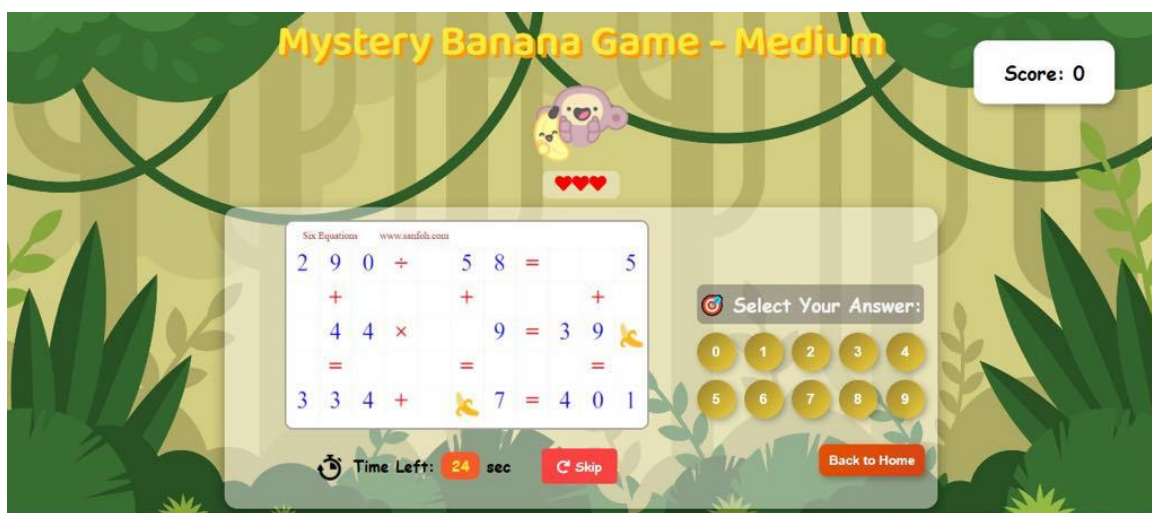 Mystery Banana Game - Medium
Score: 0
Six Equations www.sanfoh.com
2 9 0 ÷ 5 8 = 5
+ + +
4 4 × 9 = 3 9
= = =
3 3 4 + 7 = 4 0 1
Select Your Answer:
0 1 2 3 4
5 6 7 8 9
Time Left: 24 sec
Skip
Back to Home